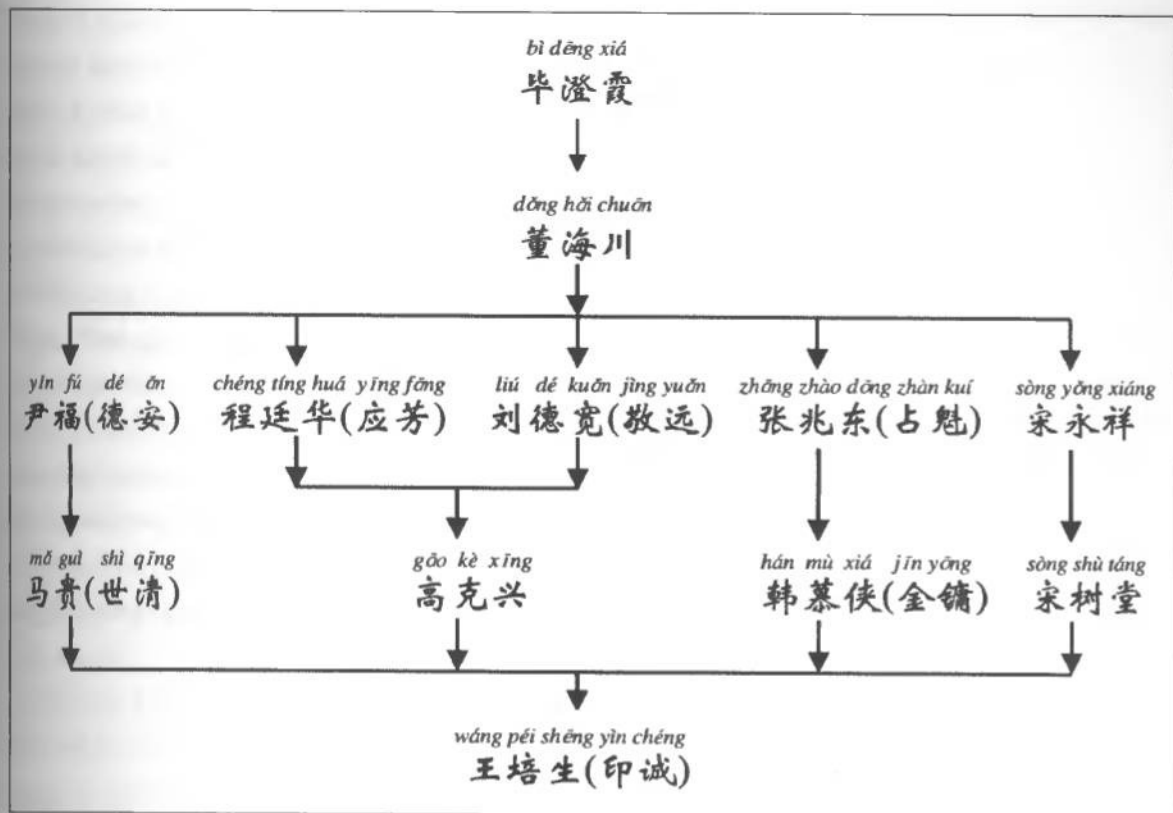 bì dēng xiá
毕澄霞
dǒng hǎi chuān
董海川
yǐn fú dé ān chéng tíng huá yīng fāng liú dé kuān jìng yuǎn zhāng zhào dōng zhàn kuí sòng yǒng xiáng
尹福(德安) 程廷华(应芳) 刘德宽(敬远) 张兆东(占魁) 宋永祥
mǎ guì shì qīng gāo kè xīng hán mù xiá jīn yōng sòng shù táng
马贵(世清) 高克兴 韩慕侠(金镛) 宋树堂
wáng péi shēng yìn chéng
王培生(印诚)